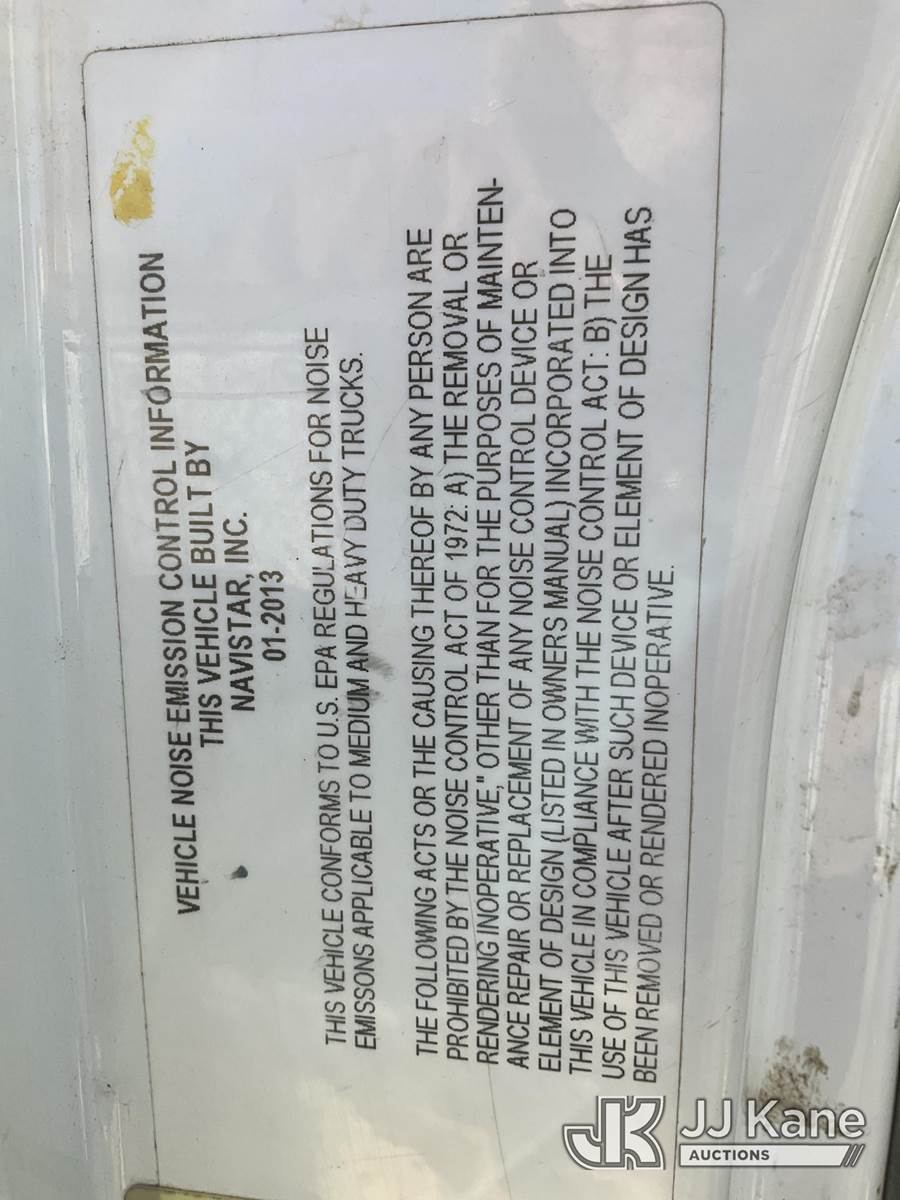 VEHICLE NOISE EMISSION CONTROL INFORMATION
THIS VEHICLE BUILT BY
NAVISTAR, INC.
01-2013
THIS VEHICLE CONFORMS TO U.S. EPA REGULATIONS FOR NOISE
EMISSONS APPLICABLE TO MEDIUM AND HEAVY DUTY TRUCKS.
THE FOLLOWING ACTS OR THE CAUSING THEREOF BY ANY PERSON ARE
PROHIBITED BY THE NOISE CONTROL ACT OF 1972: A) THE REMOVAL OR
RENDERING INOPERATIVE," OTHER THAN FOR THE PURPOSES OF MAINTEN-
ANCE REPAIR OR REPLACEMENT OF ANY NOISE CONTROL DEVICE OR
ELEMENT OF DESIGN (LISTED IN OWNERS MANUAL) INCORPORATED INTO
THIS VEHICLE IN COMPLIANCE WITH THE NOISE CONTROL ACT: B) THE
USE OF THIS VEHICLE AFTER SUCH DEVICE OR ELEMENT OF DESIGN HAS
BEEN REMOVED OR RENDERED INOPERATIVE.
JK JJ Kane
AUCTIONS